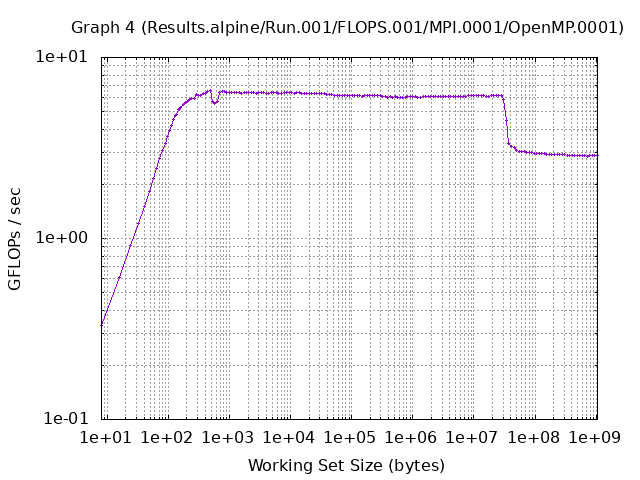 Graph 4 (Results.alpine/Run.001/FLOPS.001/MPI.0001/OpenMP.0001)
1e+01
1e+00
1e-01
GFLOPs / sec
1e+01 1e+02 1e+03 1e+04 1e+05 1e+06 1e+07 1e+08 1e+09
Working Set Size (bytes)